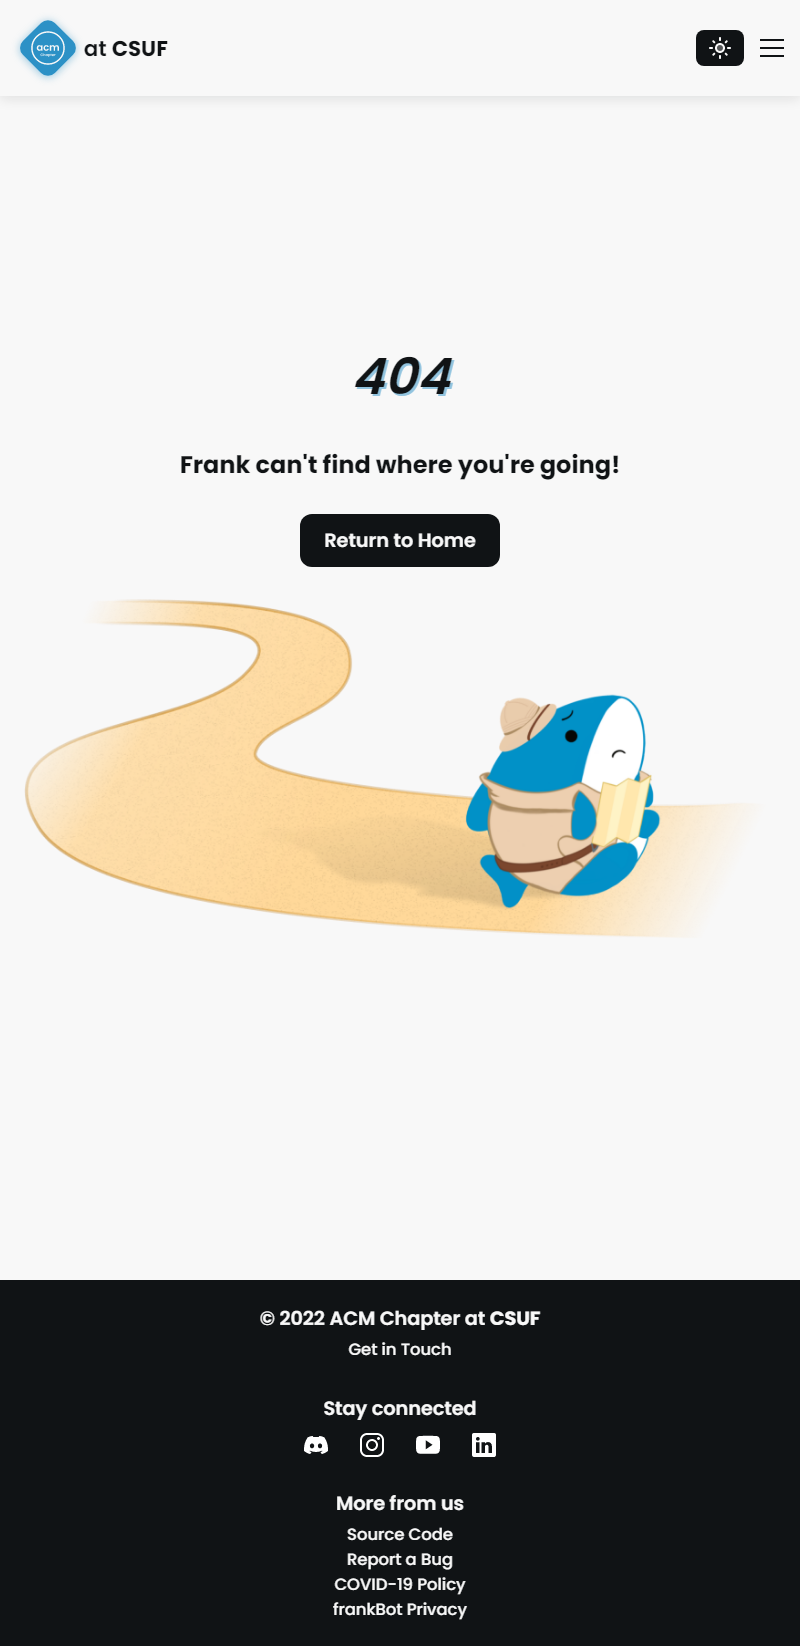 acm
Chapter
at CSUF
404
Frank can't find where you're going!
Return to Home
© 2022 ACM Chapter at CSUF
Get in Touch
Stay connected
More from us
Source Code
Report a Bug
COVID-19 Policy
frankBot Privacy